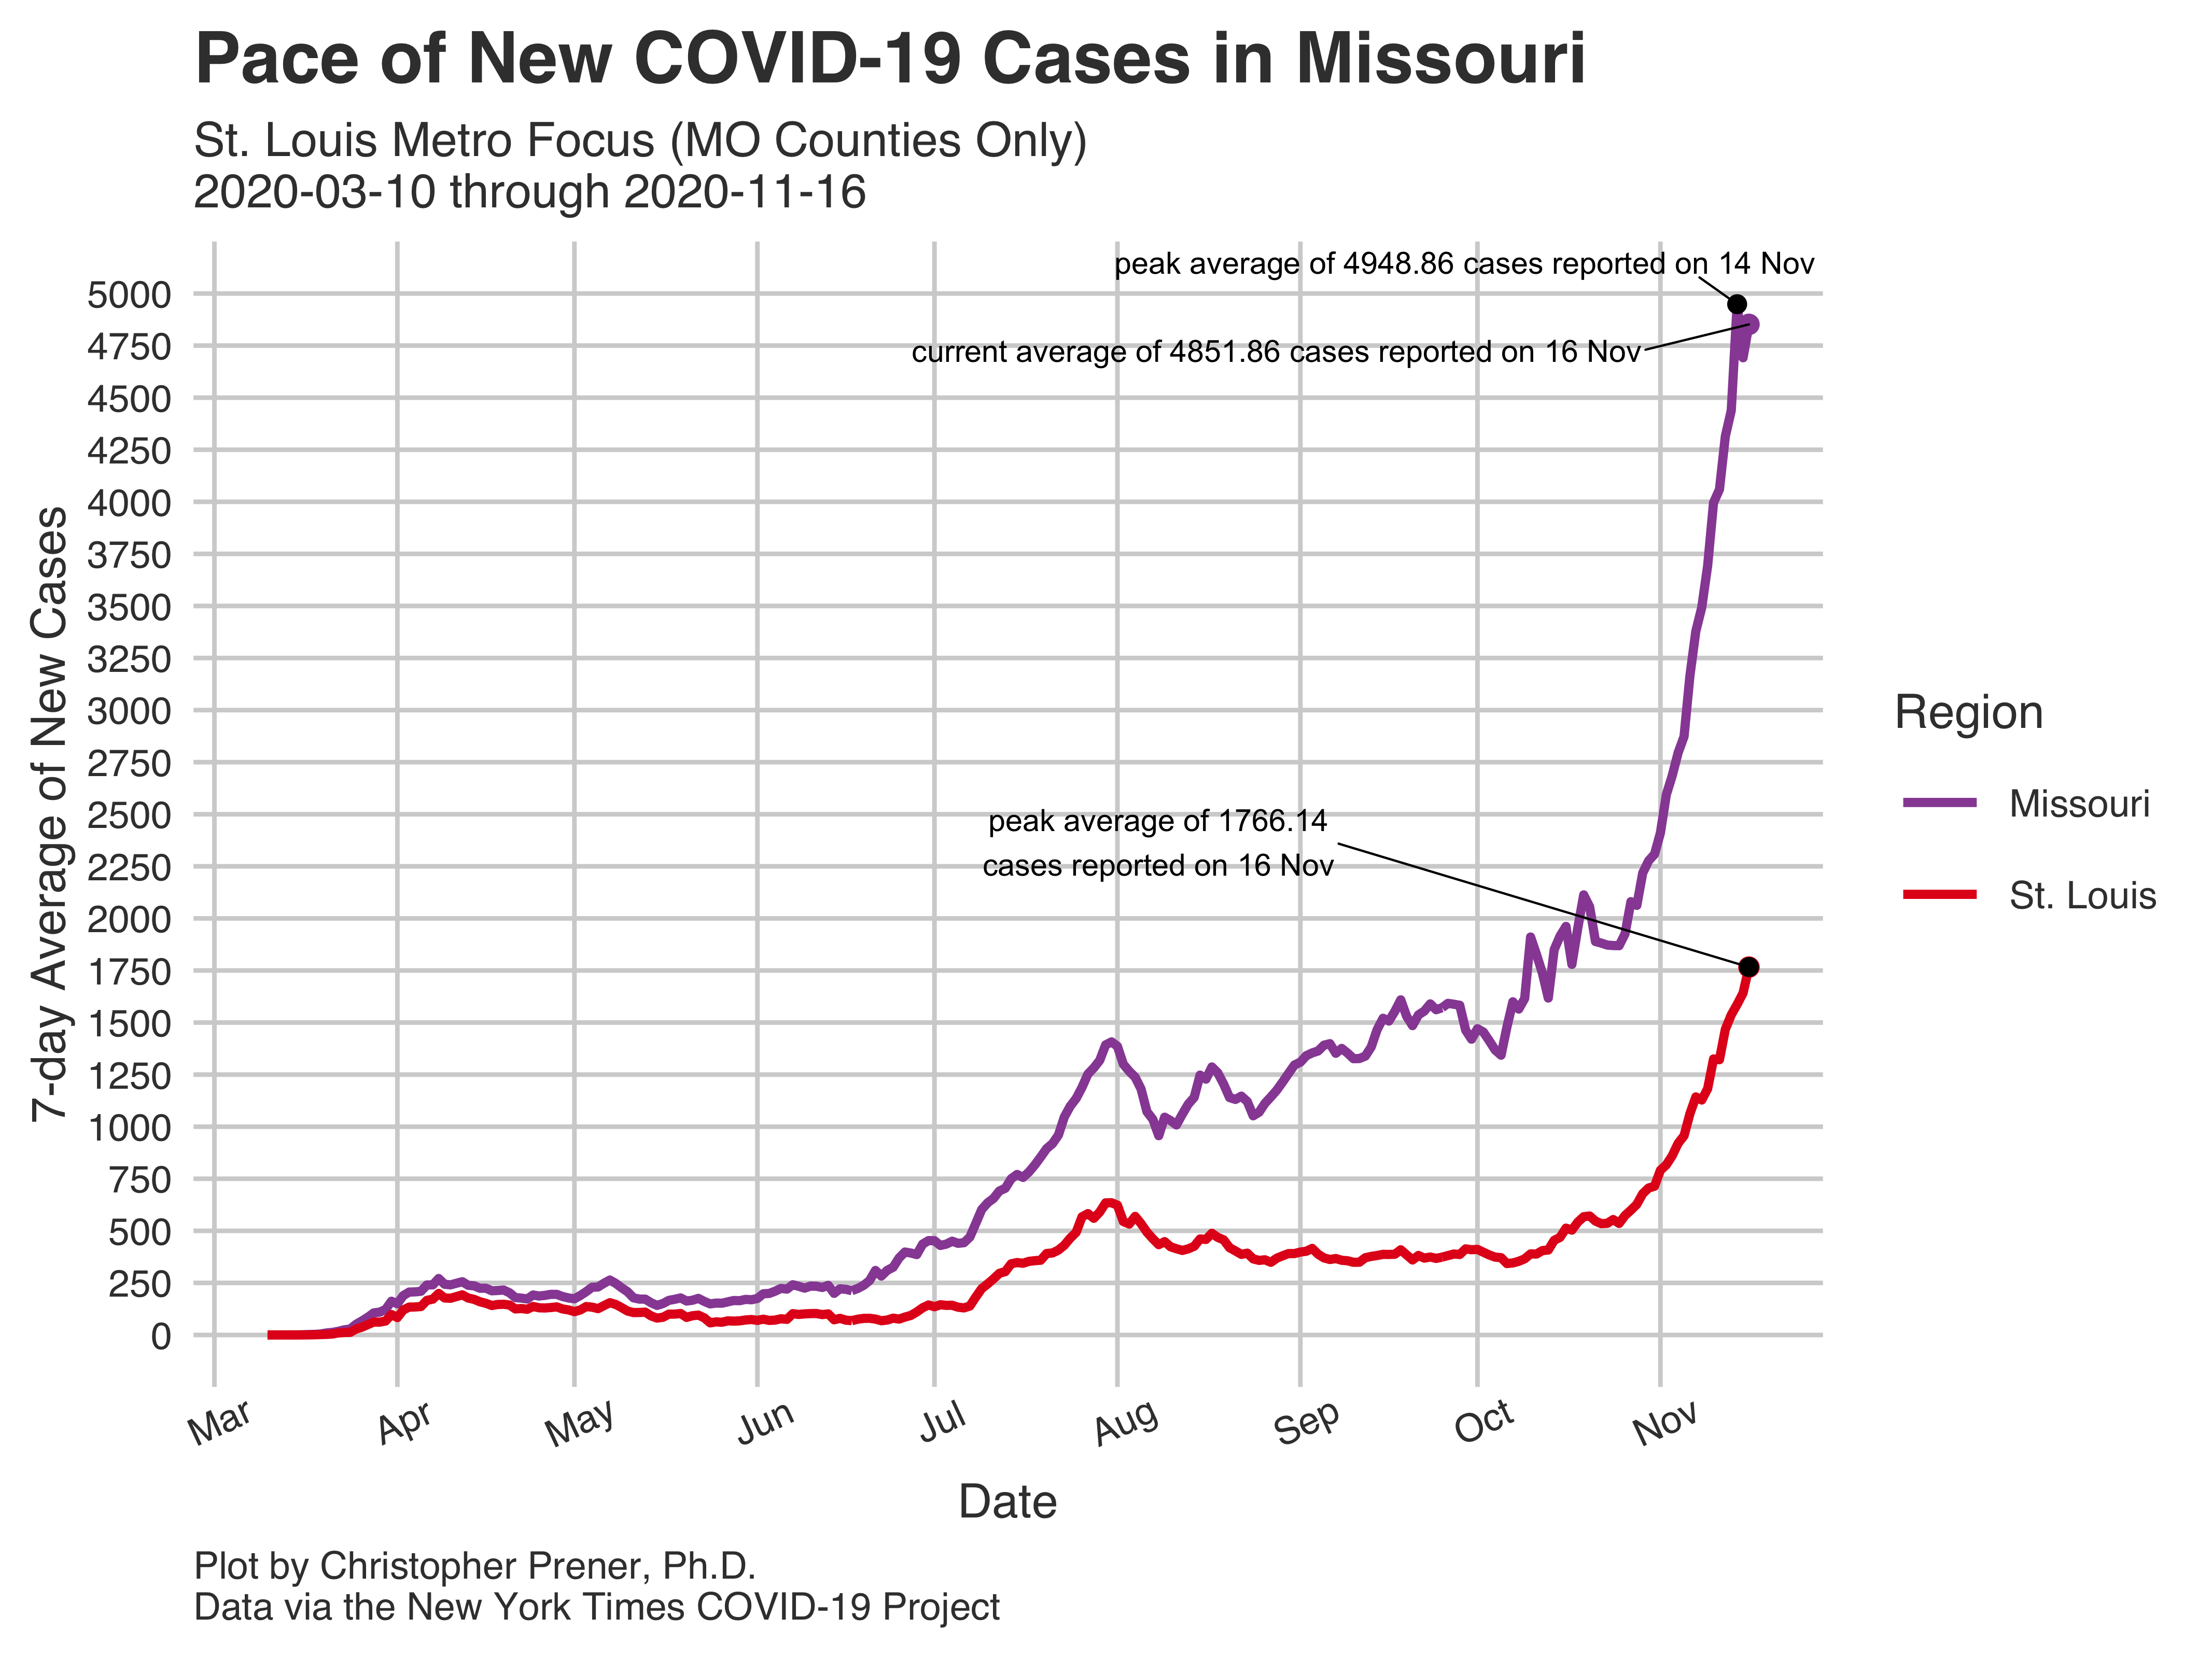 Pace of New COVID-19 Cases in Missouri
St. Louis Metro Focus (MO Counties Only)
2020-03-10 through 2020-11-16
peak average of 4948.86 cases reported on 14 Nov
current average of 4851.86 cases reported on 16 Nov
peak average of 1766.14
cases reported on 16 Nov
7-day Average of New Cases
5000
4750
4500
4250
4000
3750
3500
3250
3000
2750
2500
2250
2000
1750
1500
1250
1000
750
500
250
0
Mar Apr May Jun Jul Aug Sep Oct Nov
Date
Region
Missouri
St. Louis
Plot by Christopher Prener, Ph.D.
Data via the New York Times COVID-19 Project